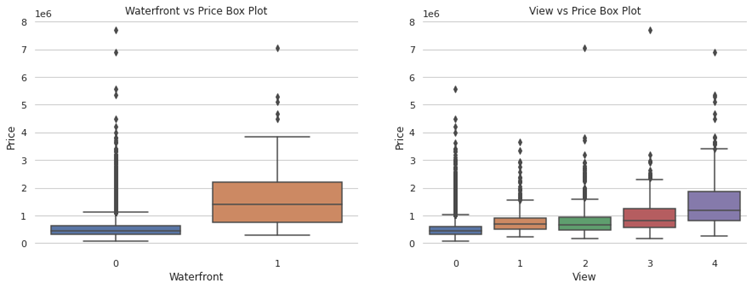 Waterfront vs Price Box Plot
1e6
8
7
6
5
4
3
2
1
0
Price
0 1
Waterfront
View vs Price Box Plot
1e6
8
7
6
5
4
3
2
1
0
Price
0 1 2 3 4
View